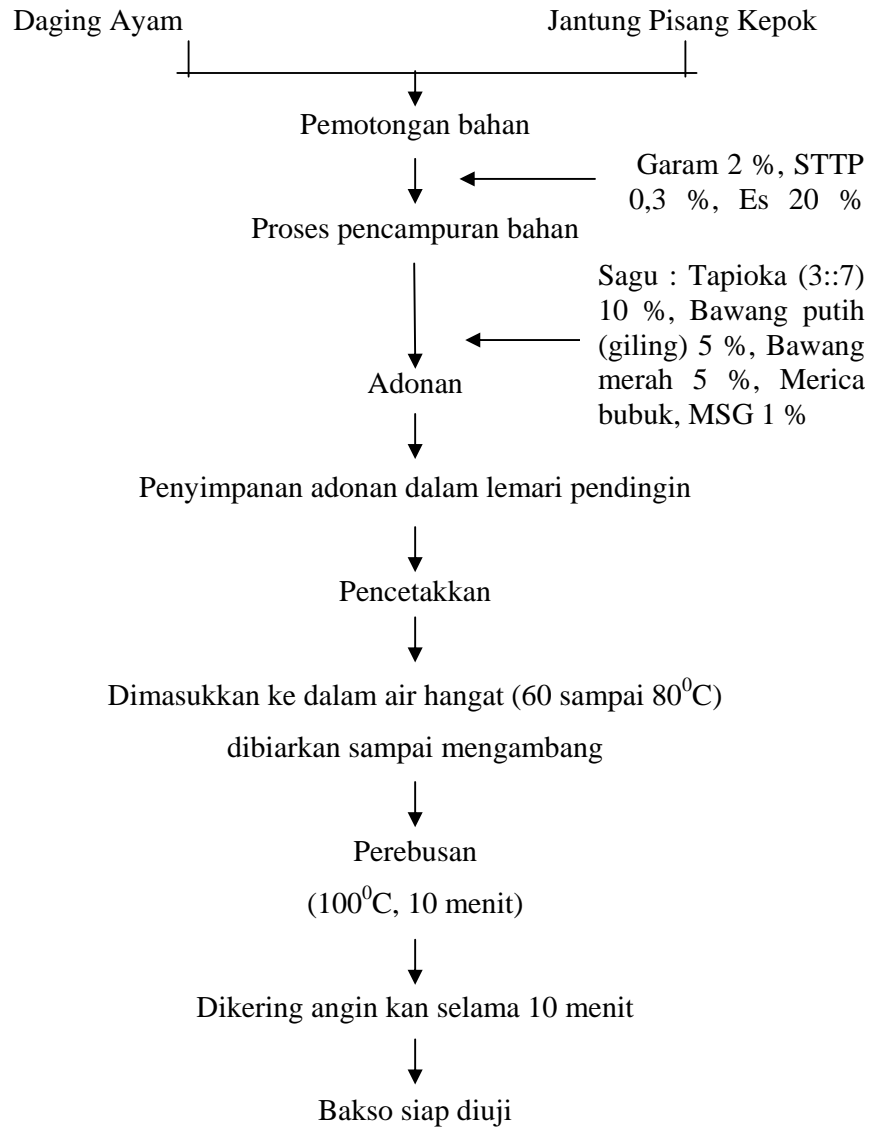 Daging Ayam
Jantung Pisang Kepok
Pemotongan bahan
Garam 2 %, STTP
0,3 %, Es 20 %
Proses pencampuran bahan
Sagu : Tapioka (3::7)
10 %, Bawang putih
(giling) 5 %, Bawang
merah 5 %, Merica
bubuk, MSG 1 %
Adonan
Penyimpanan adonan dalam lemari pendingin
Pencetakkan
Dimasukkan ke dalam air hangat (60 sampai 80⁰C)
dibiarkan sampai mengambang
Perebusan
(100⁰C, 10 menit)
Dikering angin kan selama 10 menit
Bakso siap diuji